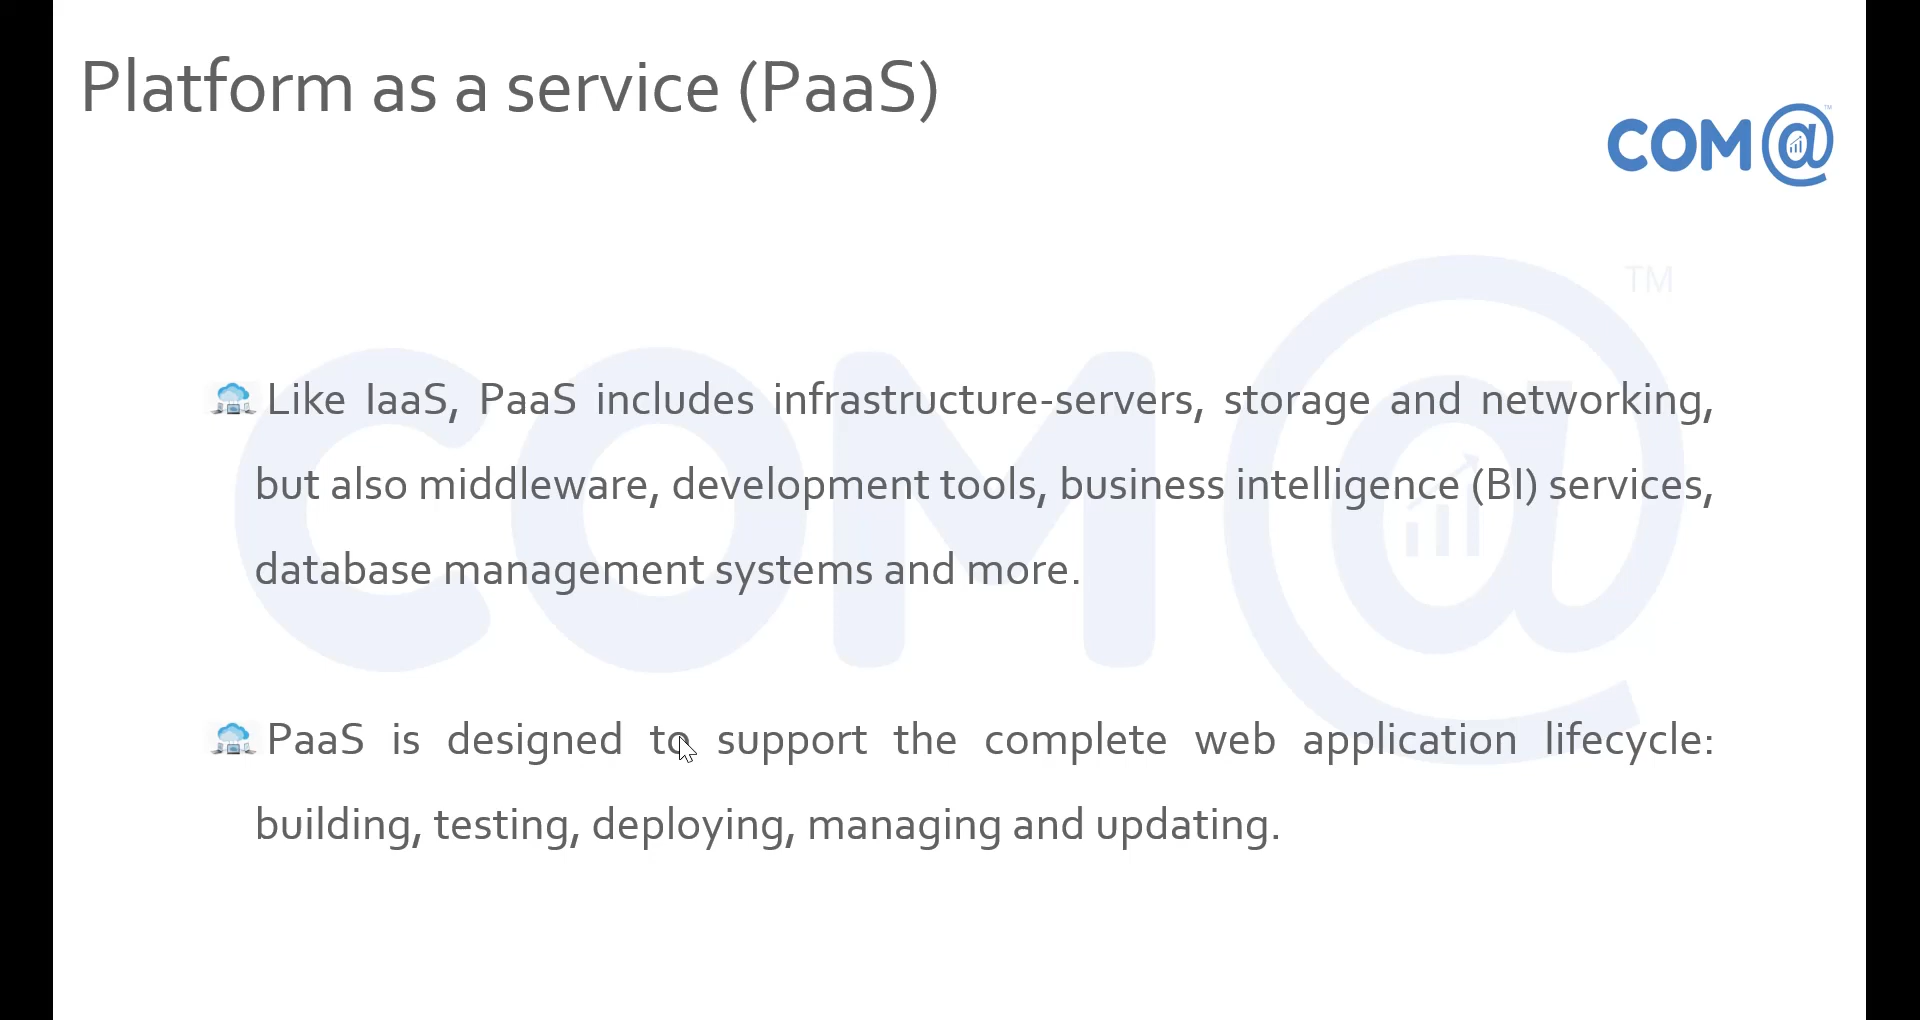 Platform as a service (PaaS)
COM@
TM
TM
COM@
Like IaaS, PaaS includes infrastructure-servers, storage and networking,
but also middleware, development tools, business intelligence (BI) services,
database management systems and more.
PaaS is designed to support the complete web application lifecycle:
building, testing, deploying, managing and updating.